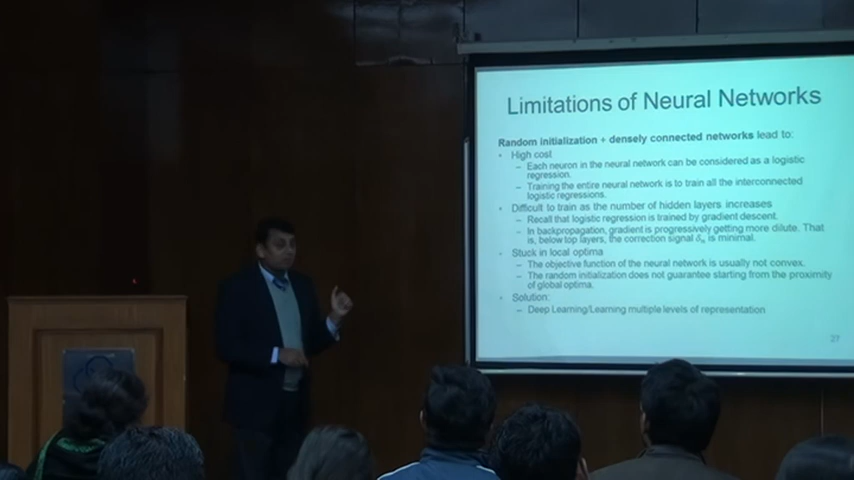 Limitations of Neural Networks
Random initialization + densely connected networks lead to:
• High cost
– Each neuron in the neural network can be considered as a logistic
regression.
– Training the entire neural network is to train all the interconnected
logistic regressions.
• Difficult to train as the number of hidden layers increases
– Recall that logistic regression is trained by gradient descent.
– In backpropagation, gradient is progressively getting more dilute. That
is, below top layers, the correction signal δₙ is minimal.
• Stuck in local optima
– The objective function of the neural network is usually not convex.
– The random initialization does not guarantee starting from the proximity
of global optima.
• Solution:
– Deep Learning/Learning multiple levels of representation
27